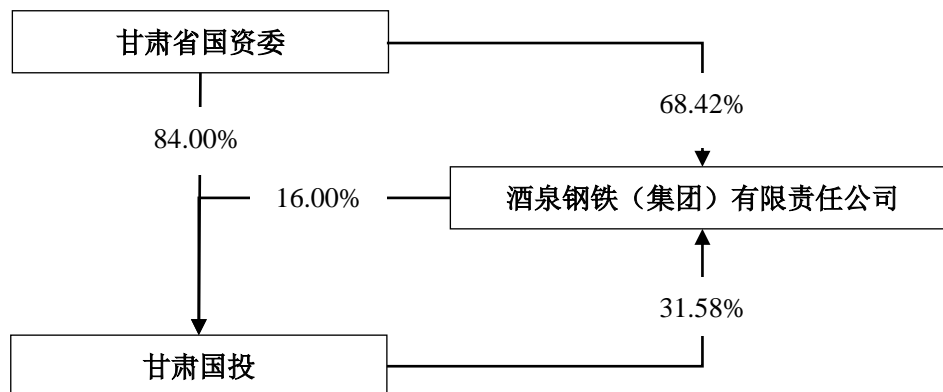 甘肃省国资委
68.42%
84.00%
16.00%
酒泉钢铁（集团）有限责任公司
31.58%
甘肃国投